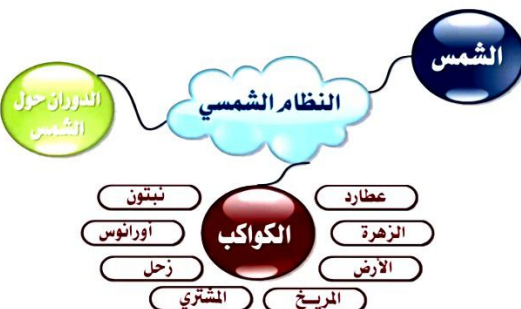 الشمس
النظام الشمسي
الدوران حول
الشمس
الكواكب
عطارد
الزهرة
الأرض
المريخ
المشتري
زحل
أورانوس
نبتون